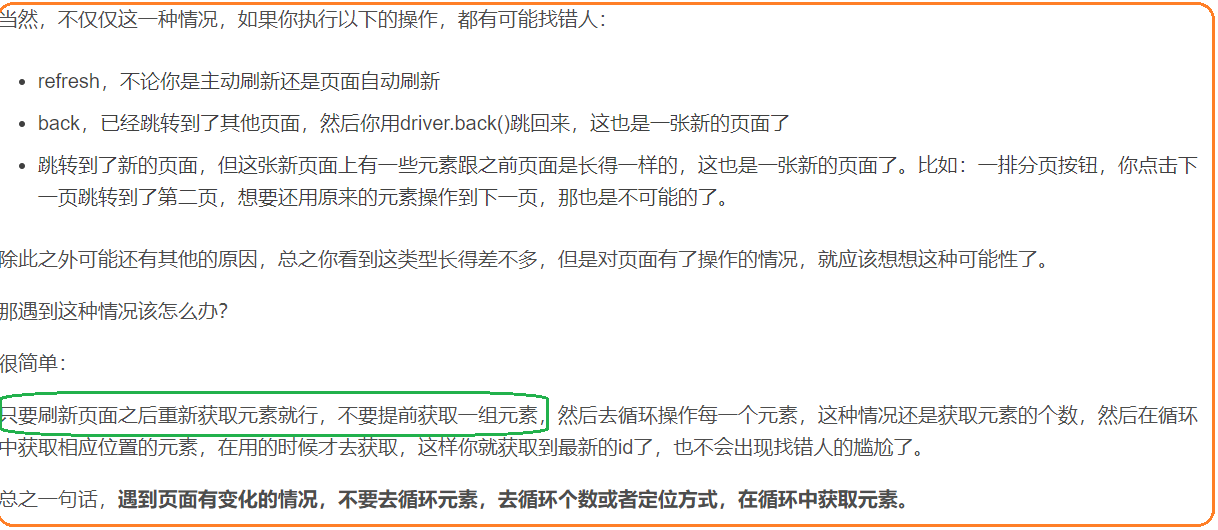 当然，不仅仅这一种情况，如果你执行以下的操作，都有可能找错人：
• refresh，不论你是主动刷新还是页面自动刷新
• back，已经跳转到了其他页面，然后你用driver.back()跳回来，这也是一张新的页面了
• 跳转到了新的页面，但这张新页面上有一些元素跟之前页面是长得一样的，这也是一张新的页面了。比如：一排分页按钮，你点击下
一页跳转到了第二页，想要还用原来的元素操作到下一页，那也是不可能的了。
除此之外可能还有其他的原因，总之你看到这类型长得差不多，但是对页面有了操作的情况，就应该想想这种可能性了。
那遇到这种情况该怎么办？
很简单：
只要刷新页面之后重新获取元素就行，不要提前获取一组元素，然后去循环操作每一个元素，这种情况还是获取元素的个数，然后在循环
中获取相应位置的元素，在用的时候才去获取，这样你就获取到最新的id了，也不会出现找错人的尴尬了。
总之一句话，遇到页面有变化的情况，不要去循环元素，去循环个数或者定位方式，在循环中获取元素。